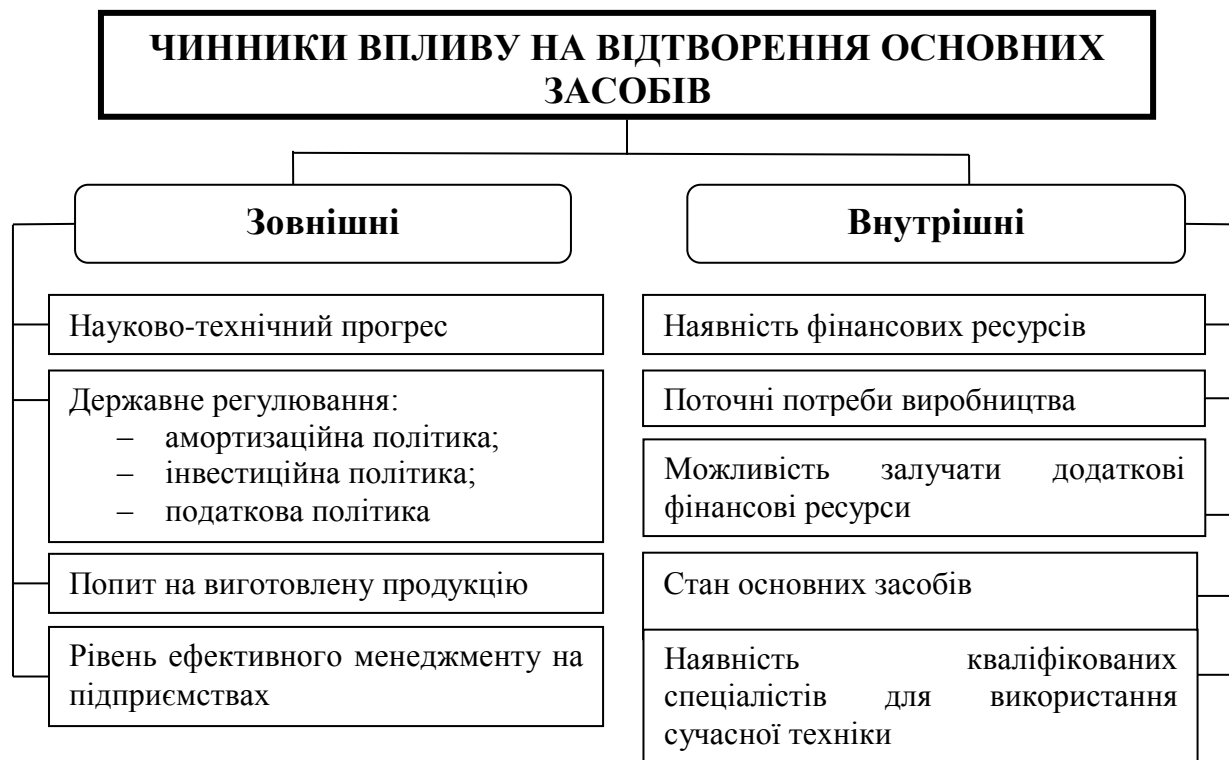 ЧИННИКИ ВПЛИВУ НА ВІДТВОРЕННЯ ОСНОВНИХ
ЗАСОБІВ
Зовнішні
Науково-технічний прогрес
Державне регулювання:
– амортизаційна політика;
– інвестиційна політика;
– податкова політика
Попит на виготовлену продукцію
Рівень ефективного менеджменту на
підприємствах
Внутрішні
Наявність фінансових ресурсів
Поточні потреби виробництва
Можливість залучати додаткові
фінансові ресурси
Стан основних засобів
Наявність кваліфікованих
спеціалістів для використання
сучасної техніки